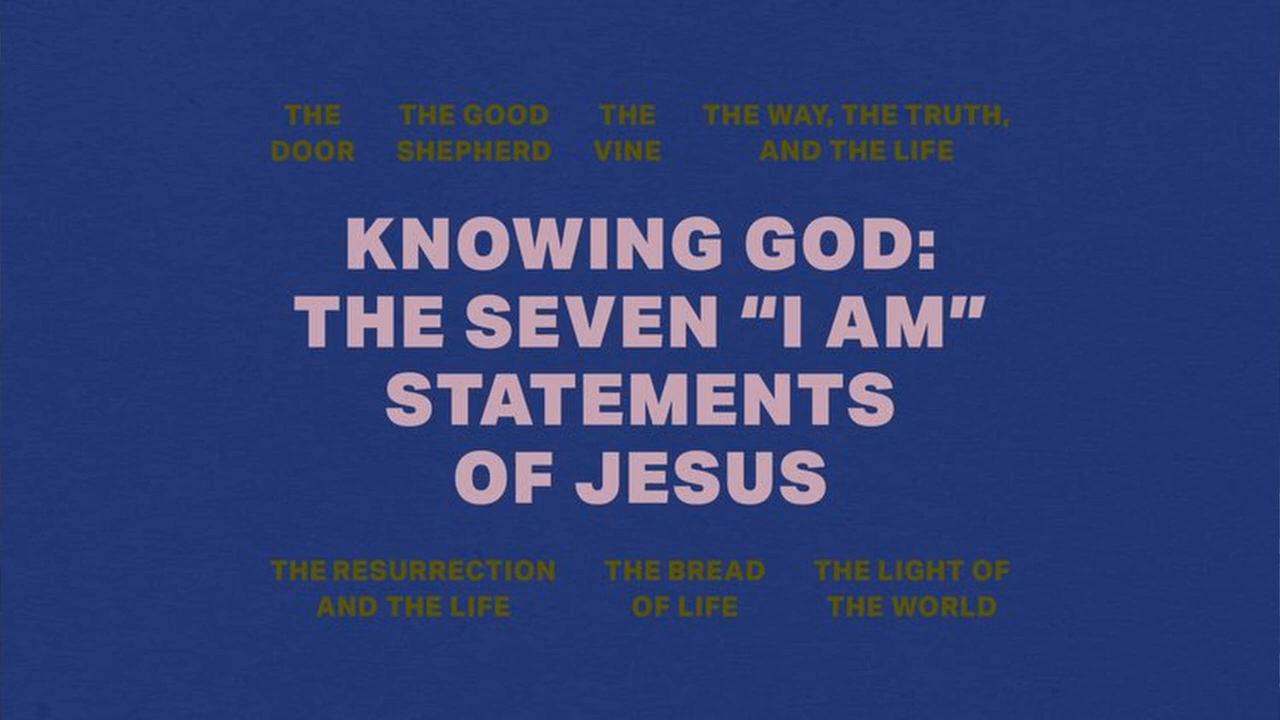 THE DOOR
THE GOOD SHEPHERD
THE VINE
THE WAY, THE TRUTH, AND THE LIFE
KNOWING GOD:
THE SEVEN “I AM”
STATEMENTS
OF JESUS
THE RESURRECTION AND THE LIFE
THE BREAD OF LIFE
THE LIGHT OF THE WORLD